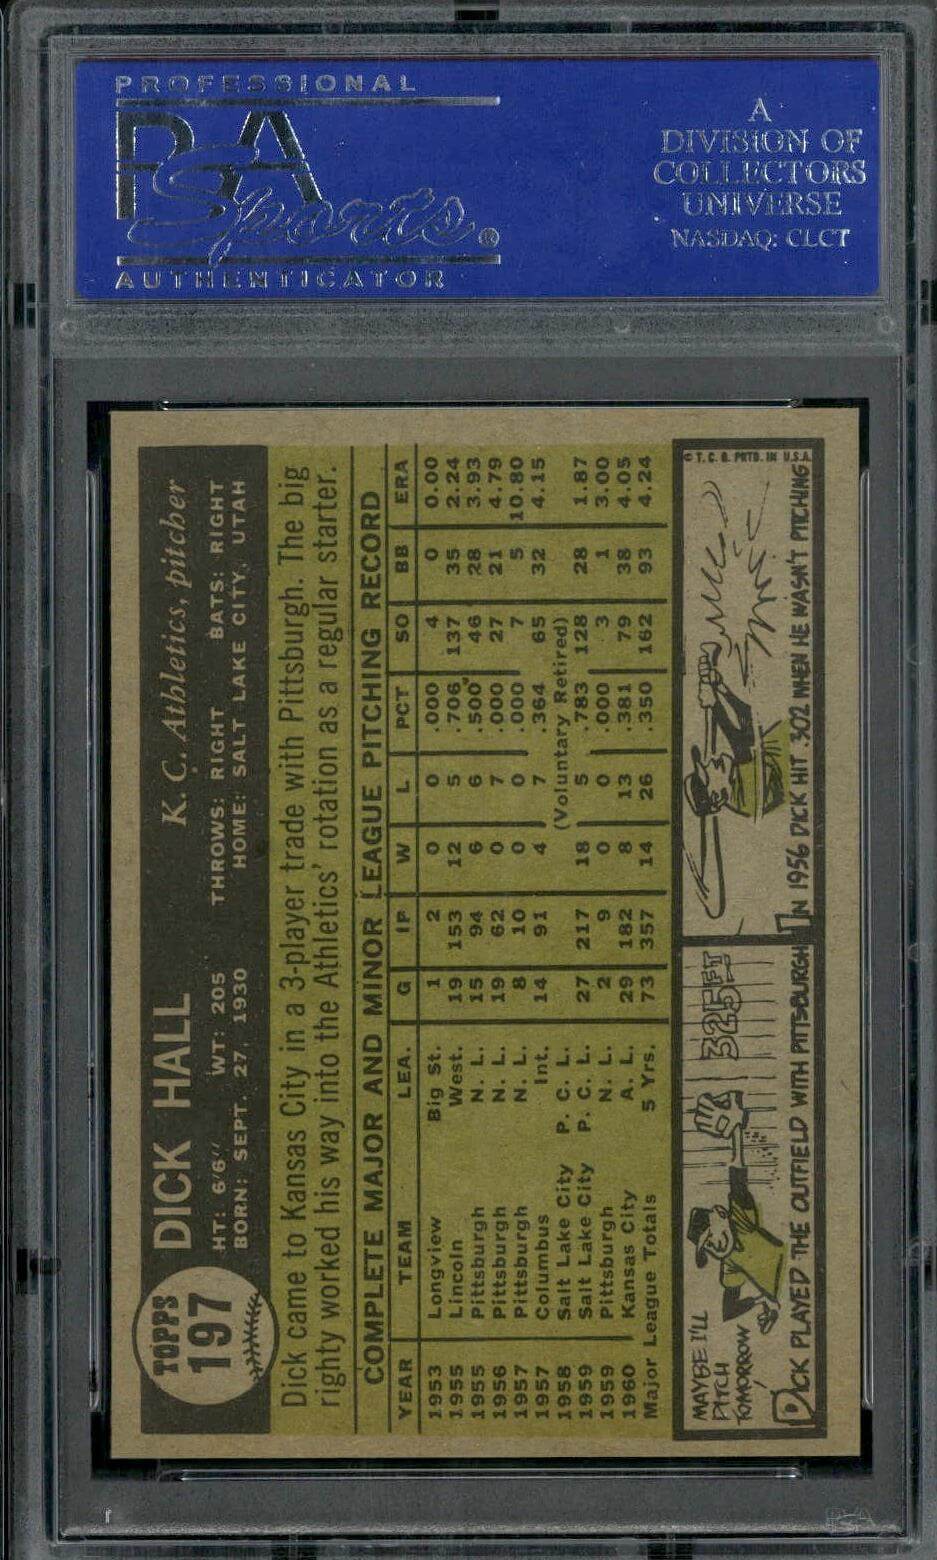 PROFESSIONAL
PSA
Sports®
AUTHENTICATOR
A
DIVISION OF
COLLECTORS
UNIVERSE
NASDAQ: CLCT
TOPPS
197
DICK HALL K. C. Athletics, pitcher
HT: 6'6" WT: 205 THROWS: RIGHT BATS: RIGHT
BORN: SEPT. 27, 1930 HOME: SALT LAKE CITY, UTAH
Dick came to Kansas City in a 3-player trade with Pittsburgh. The big
righty worked his way into the Athletics' rotation as a regular starter.
COMPLETE MAJOR AND MINOR LEAGUE PITCHING RECORD
YEAR TEAM LEA. G IP W L PCT SO BB ERA
1953 Longview Big St. 1 2 0 0 .000 4 0 0.00
1955 Lincoln West. 19 153 12 5 .706 137 35 2.24
1955 Pittsburgh N. L. 15 94 6 6 .500 46 28 3.93
1956 Pittsburgh N. L. 19 62 0 7 .000 27 21 4.79
1957 Pittsburgh N. L. 8 10 0 0 .000 7 5 10.80
1957 Columbus Int. 14 91 4 7 .364 65 32 4.15
1958 Salt Lake City P. C. L. (Voluntary Retired)
1959 Salt Lake City P. C. L. 27 217 18 5 .783 128 28 1.87
1959 Pittsburgh N. L. 2 9 0 0 .000 3 1 3.00
1960 Kansas City A. L. 29 182 8 13 .381 79 38 4.05
Major League Totals 5 Yrs. 73 357 14 26 .350 162 93 4.24
MAYBE I'LL
PITCH
TOMORROW
325 FT
DICK PLAYED THE OUTFIELD WITH PITTSBURGH
© T. C. G. PRTD. IN U.S.A.
IN 1956 DICK HIT .302 WHEN HE WASN'T PITCHING
PSA